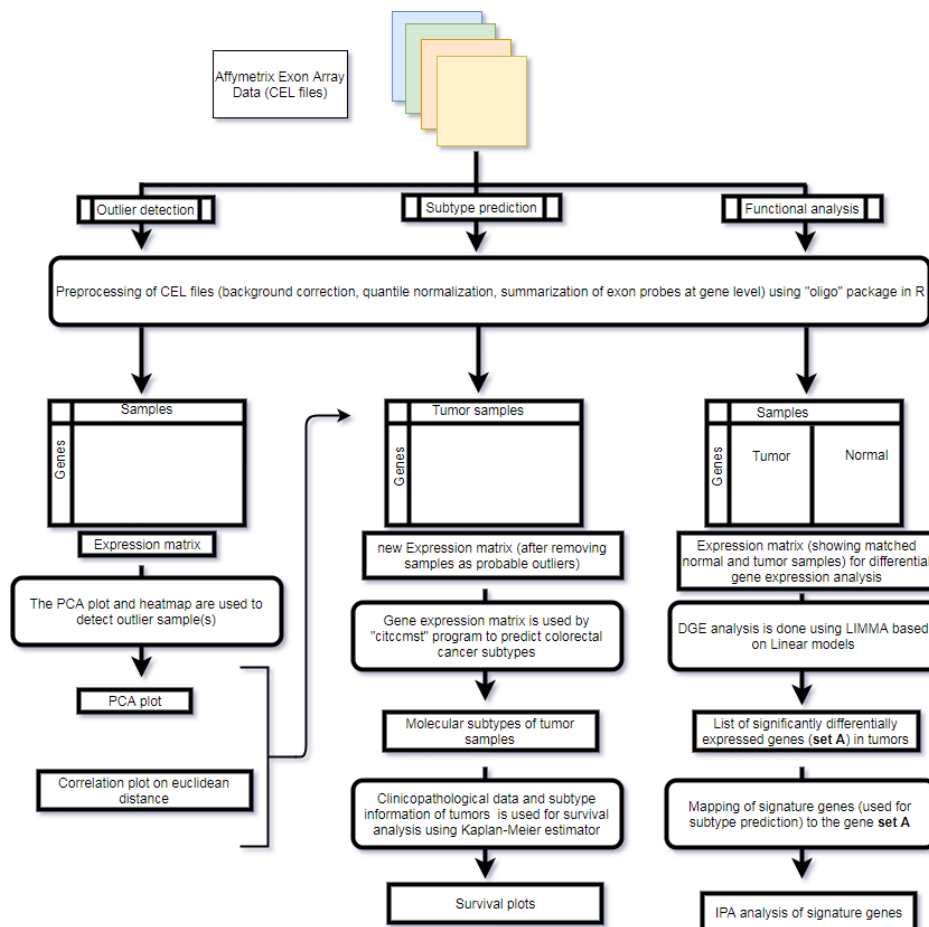 Affymetrix Exon Array
Data (CEL files)
Outlier detection
Subtype prediction
Functional analysis
Preprocessing of CEL files (background correction, quantile normalization, summarization of exon probes at gene level) using "oligo" package in R
Samples
Genes
Expression matrix
The PCA plot and heatmap are used to
detect outlier sample(s)
PCA plot
Correlation plot on euclidean
distance
Tumor samples
Genes
new Expression matrix (after removing
samples as probable outliers)
Gene expression matrix is used by
"citccmst" program to predict colorectal
cancer subtypes
Molecular subtypes of tumor
samples
Clinicopathological data and subtype
information of tumors is used for survival
analysis using Kaplan-Meier estimator
Survival plots
Samples
Genes
Tumor
Normal
Expression matrix (showing matched
normal and tumor samples) for differential
gene expression analysis
DGE analysis is done using LIMMA based
on Linear models
List of significantly differentially
expressed genes (set A) in tumors
Mapping of signature genes (used for
subtype prediction) to the gene set A
IPA analysis of signature genes